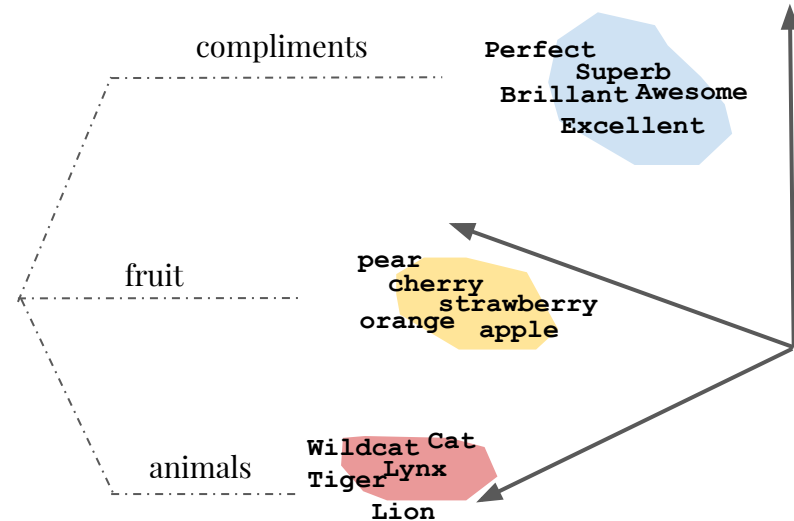 compliments
Perfect
Superb
Brillant
Awesome
Excellent
fruit
pear
cherry
strawberry
orange
apple
animals
Wildcat
Cat
Lynx
Tiger
Lion